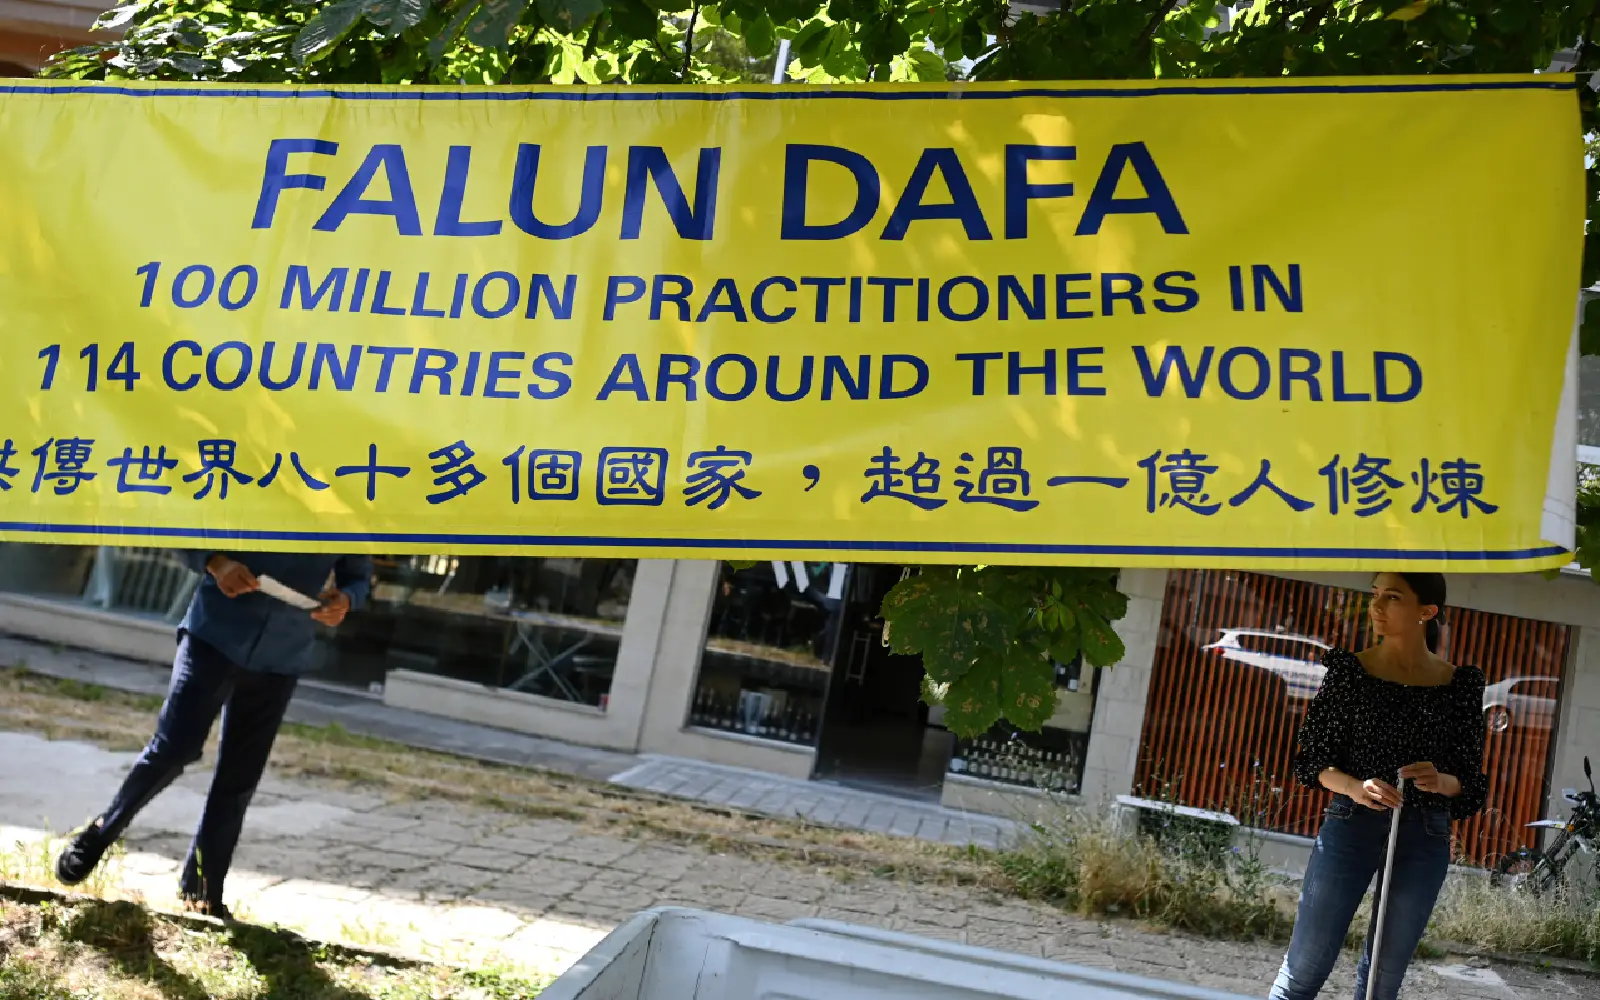 FALUN DAFA
100 MILLION PRACTITIONERS IN
114 COUNTRIES AROUND THE WORLD
傳世界八十多個國家，超過一億人修煉